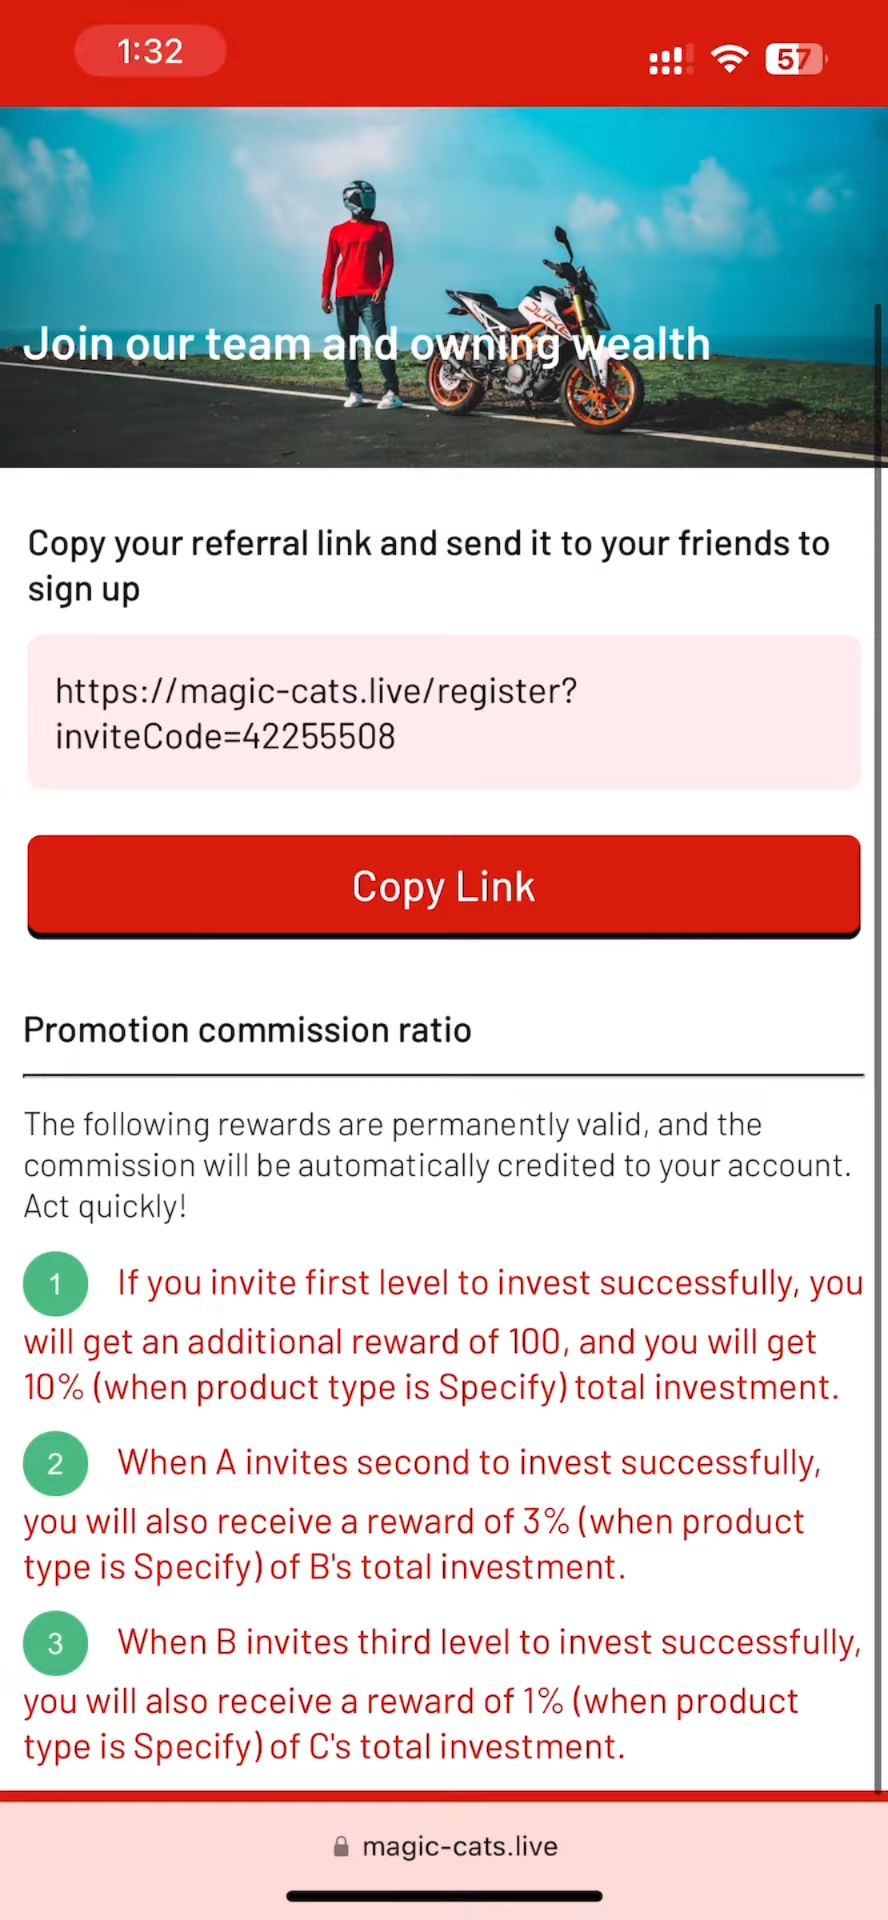 1:32
57
DUKE
Join our team and owning wealth
Copy your referral link and send it to your friends to
sign up
https://magic-cats.live/register?
inviteCode=42255508
Copy Link
Promotion commission ratio
The following rewards are permanently valid, and the
commission will be automatically credited to your account.
Act quickly!
1 If you invite first level to invest successfully, you
will get an additional reward of 100, and you will get
10% (when product type is Specify) total investment.
2 When A invites second to invest successfully,
you will also receive a reward of 3% (when product
type is Specify) of B's total investment.
3 When B invites third level to invest successfully,
you will also receive a reward of 1% (when product
type is Specify) of C's total investment.
magic-cats.live